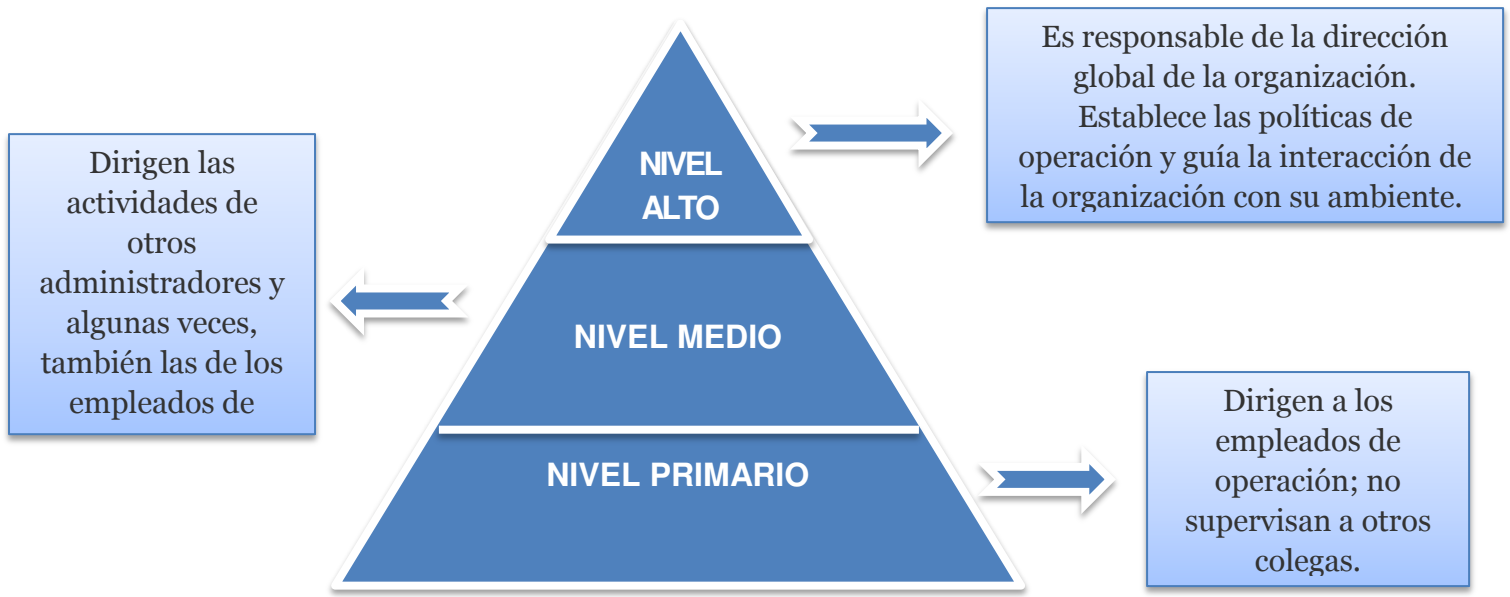 Es responsable de la dirección
global de la organización.
Establece las políticas de
operación y guía la interacción de
la organización con su ambiente.
NIVEL
ALTO
Dirigen las
actividades de
otros
administradores y
algunas veces,
también las de los
empleados de
NIVEL MEDIO
NIVEL PRIMARIO
Dirigen a los
empleados de
operación; no
supervisan a otros
colegas.